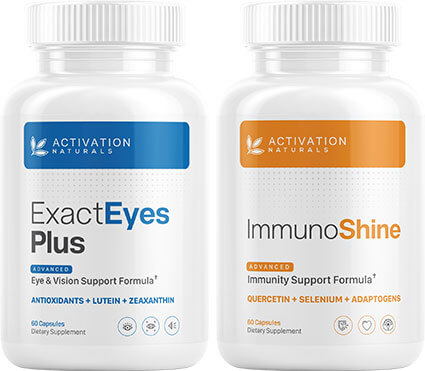 ACTIVATION
NATURALS
ExactEyes
Plus
ADVANCED
Eye & Vision Support Formula†
ANTIOXIDANTS + LUTEIN + ZEAXANTHIN
60 Capsules
Dietary Supplement
ACTIVATION
NATURALS
ImmunoShine
ADVANCED
Immunity Support Formula†
QUERCETIN + SELENIUM + ADAPTOGENS
60 Capsules
Dietary Supplement